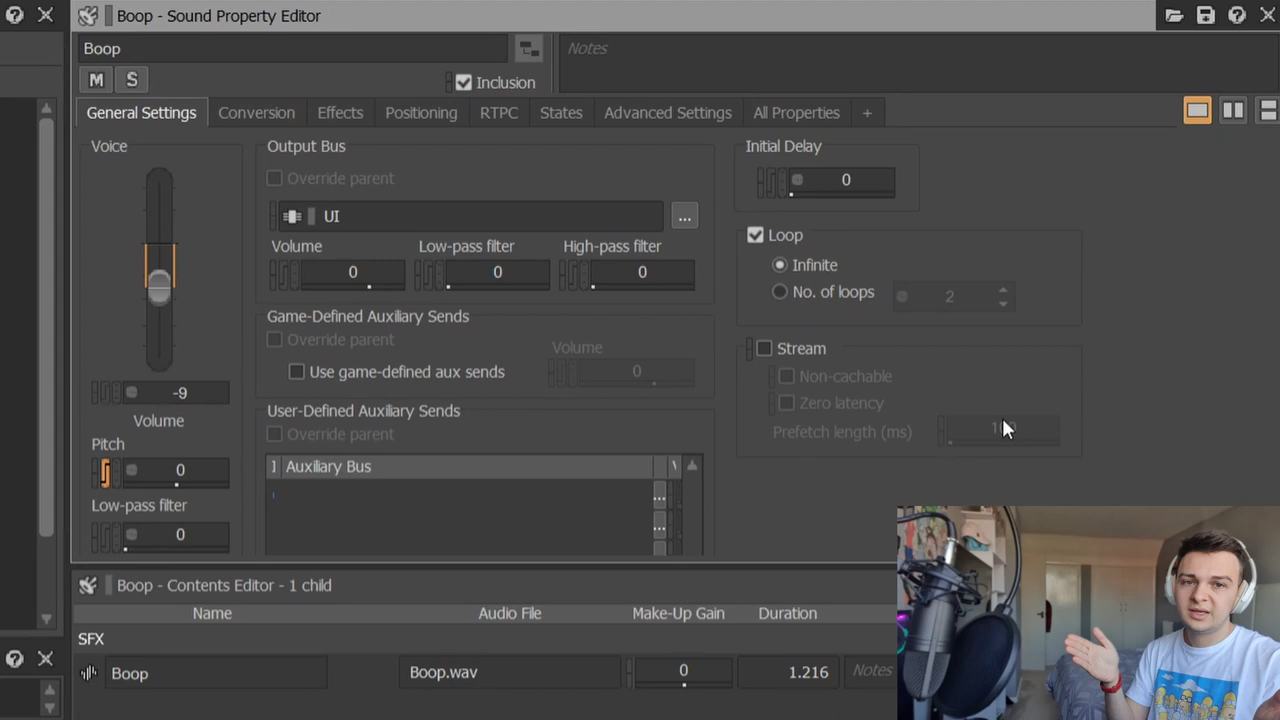 Boop - Sound Property Editor
Boop
Notes
M S
Inclusion
General Settings Conversion Effects Positioning RTPC States Advanced Settings All Properties +
Voice
Output Bus
Initial Delay
Override parent
0
UI
...
Loop
Volume Low-pass filter High-pass filter
Infinite
0 0 0
No. of loops 2
Game-Defined Auxiliary Sends
Override parent
Volume
Stream
Use game-defined aux sends
0
Non-cachable
-9
Zero latency
Volume
User-Defined Auxiliary Sends
Prefetch length (ms)
Override parent
Pitch
0
Auxiliary Bus
...
Low-pass filter
...
0
Boop - Contents Editor - 1 child
Name Audio File Make-Up Gain Duration
SFX
Boop Boop.wav 0 1.216 Notes